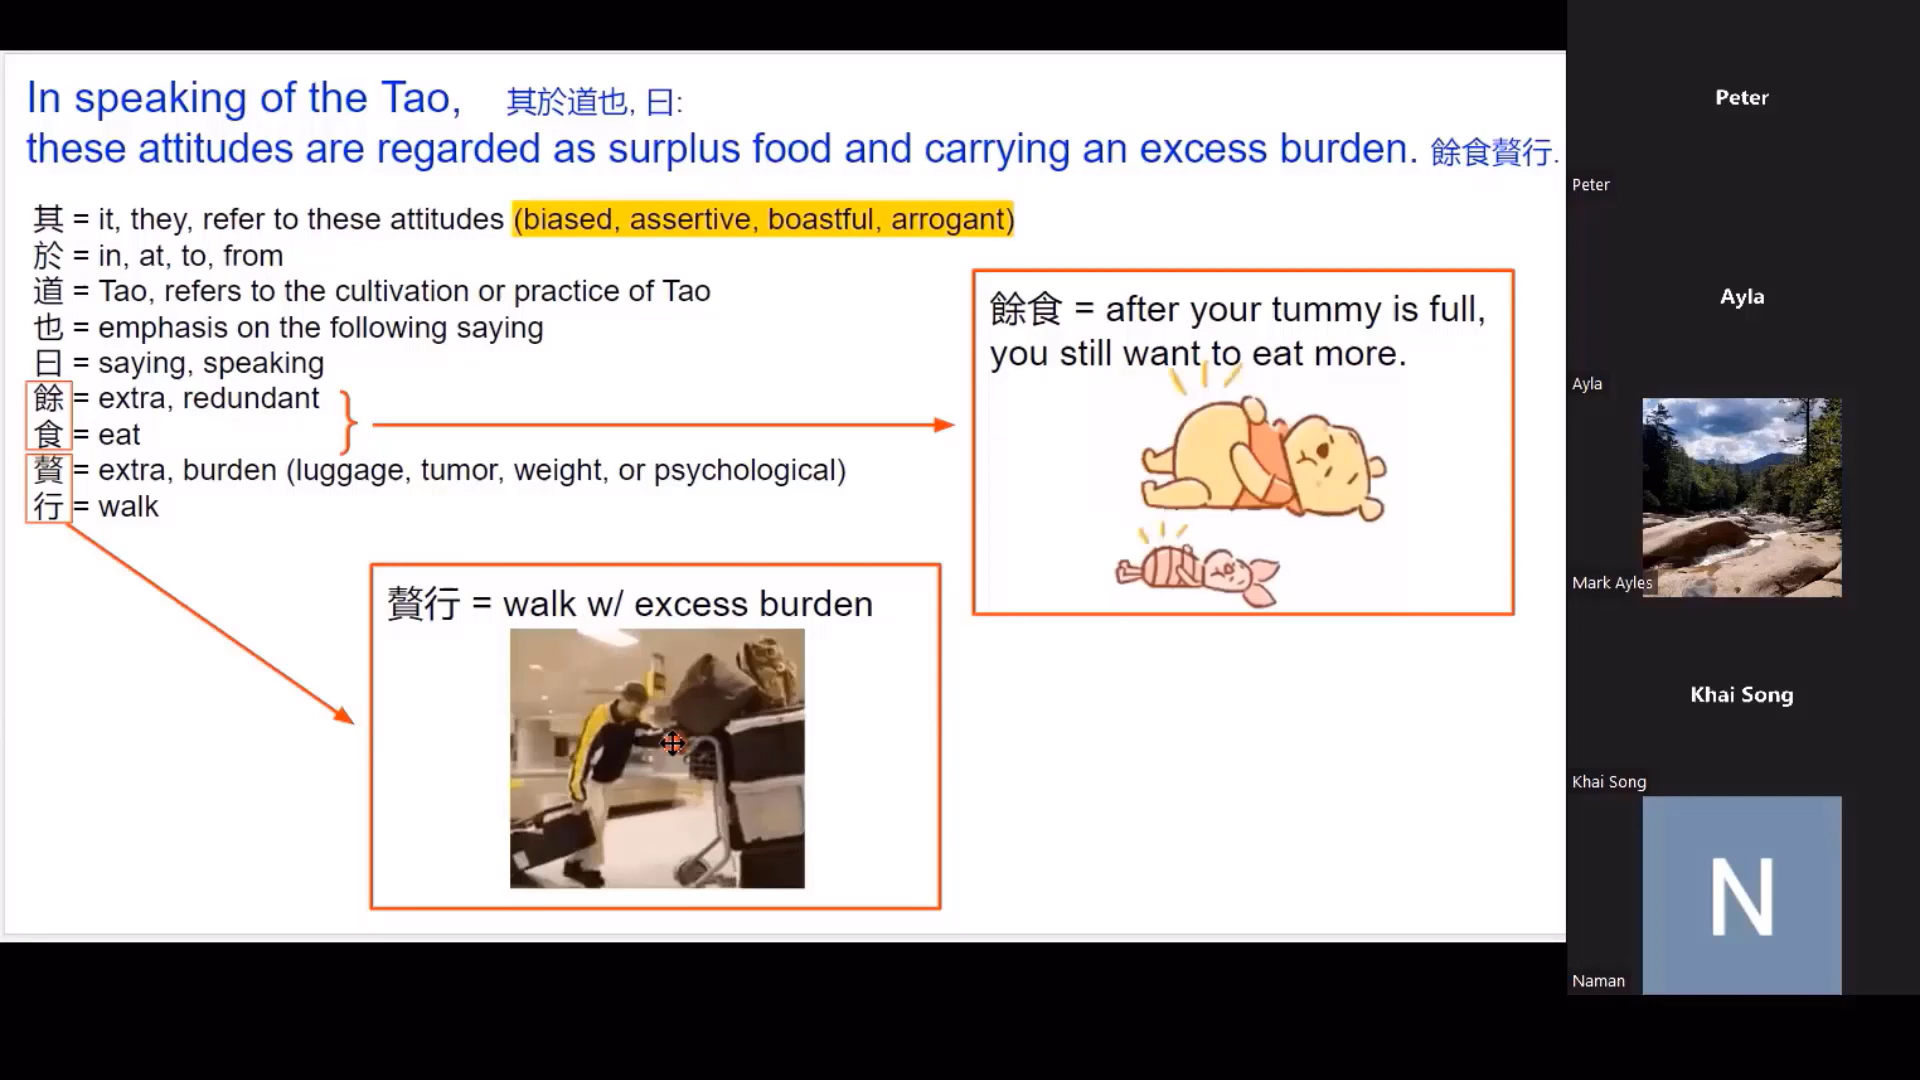 In speaking of the Tao, 其於道也, 曰:
these attitudes are regarded as surplus food and carrying an excess burden. 餘食贅行.
其 = it, they, refer to these attitudes (biased, assertive, boastful, arrogant)
於 = in, at, to, from
道 = Tao, refers to the cultivation or practice of Tao
也 = emphasis on the following saying
曰 = saying, speaking
餘 = extra, redundant
食 = eat
贅 = extra, burden (luggage, tumor, weight, or psychological)
行 = walk
餘食 = after your tummy is full,
you still want to eat more.
贅行 = walk w/ excess burden
Peter
Peter
Ayla
Ayla
Mark Ayles
Khai Song
Khai Song
N
Naman